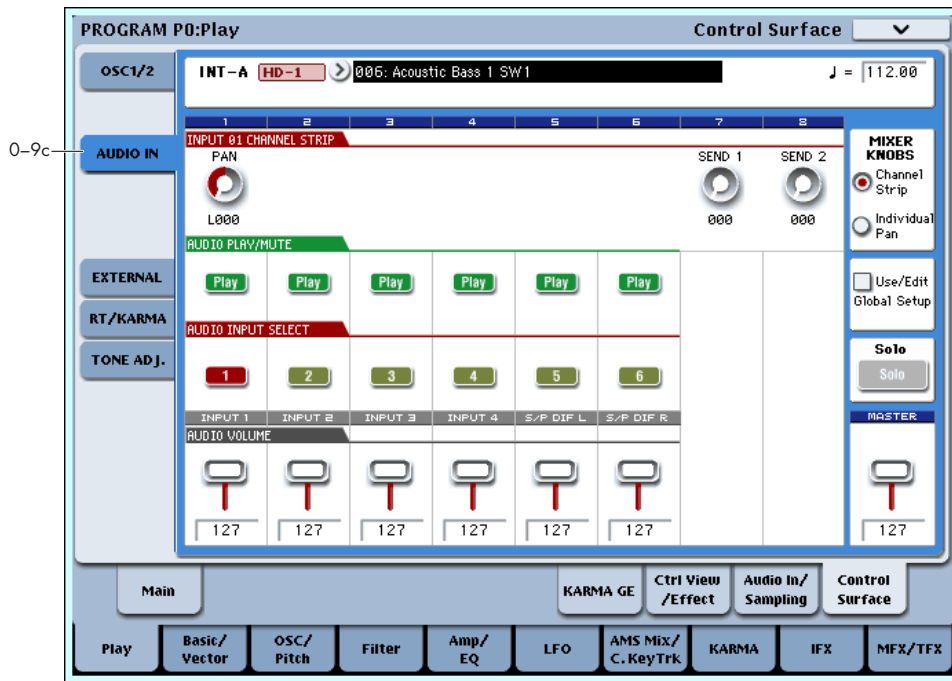 PROGRAM P0:Play Control Surface
OSC1/2
INT-A HD-1 006: Acoustic Bass 1 SW1 ♩ = 112.00
1 2 3 4 5 6 7 8
0–9c
AUDIO IN
INPUT 01 CHANNEL STRIP
PAN SEND 1 SEND 2
L000 000 000
MIXER
KNOBS
Channel
Strip
Individual
Pan
AUDIO PLAY/MUTE
EXTERNAL
Play Play Play Play Play Play
Use/Edit
Global Setup
RT/KARMA
AUDIO INPUT SELECT
TONE ADJ.
1 2 3 4 5 6
Solo
Solo
INPUT 1 INPUT 2 INPUT 3 INPUT 4 S/P DIF L S/P DIF R MASTER
AUDIO VOLUME
127 127 127 127 127 127 127
Main
KARMA GE
Ctrl View
/Effect
Audio In/
Sampling
Control
Surface
Play
Basic/
Vector
OSC/
Pitch
Filter
Amp/
EQ
LFO
AMS Mix/
C.KeyTrk
KARMA
IFX
MFX/TFX